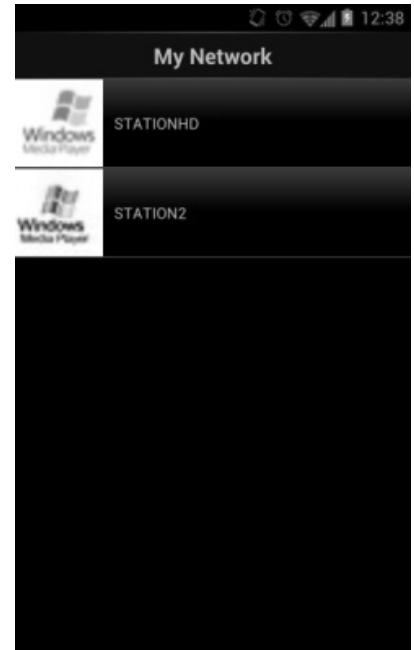 12:38
My Network
Windows
Media Player
STATIONHD
Windows
Media Player
STATION2